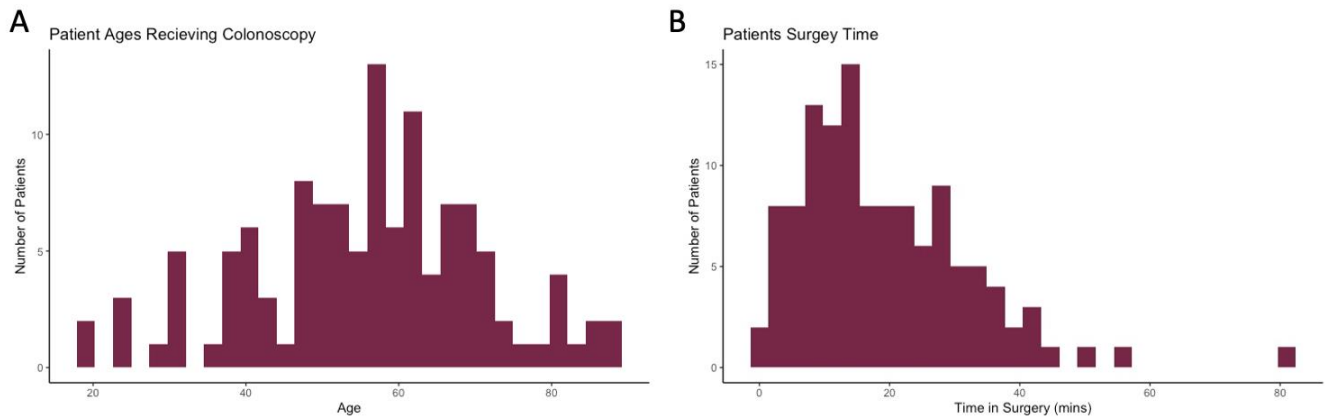 A
Patient Ages Recieving Colonoscopy
10
5
0
Number of Patients
20 40 60 80
Age
B
Patients Surgey Time
15
10
5
0
Number of Patients
0 20 40 60 80
Time in Surgery (mins)